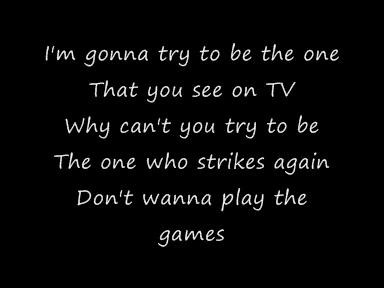 I'm gonna try to be the one
That you see on TV
Why can't you try to be
The one who strikes again
Don't wanna play the
games